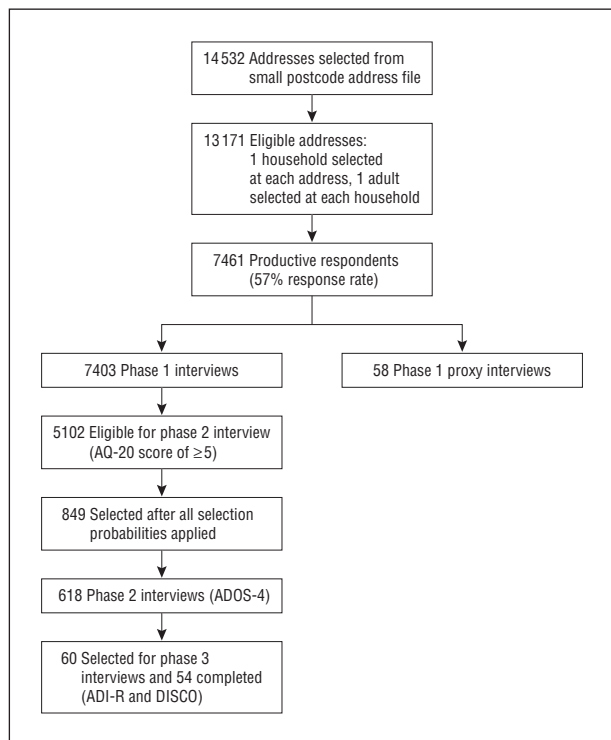 14 532 Addresses selected from
small postcode address file
13 171 Eligible addresses:
1 household selected
at each address, 1 adult
selected at each household
7461 Productive respondents
(57% response rate)
7403 Phase 1 interviews
58 Phase 1 proxy interviews
5102 Eligible for phase 2 interview
(AQ-20 score of ≥5)
849 Selected after all selection
probabilities applied
618 Phase 2 interviews (ADOS-4)
60 Selected for phase 3
interviews and 54 completed
(ADI-R and DISCO)